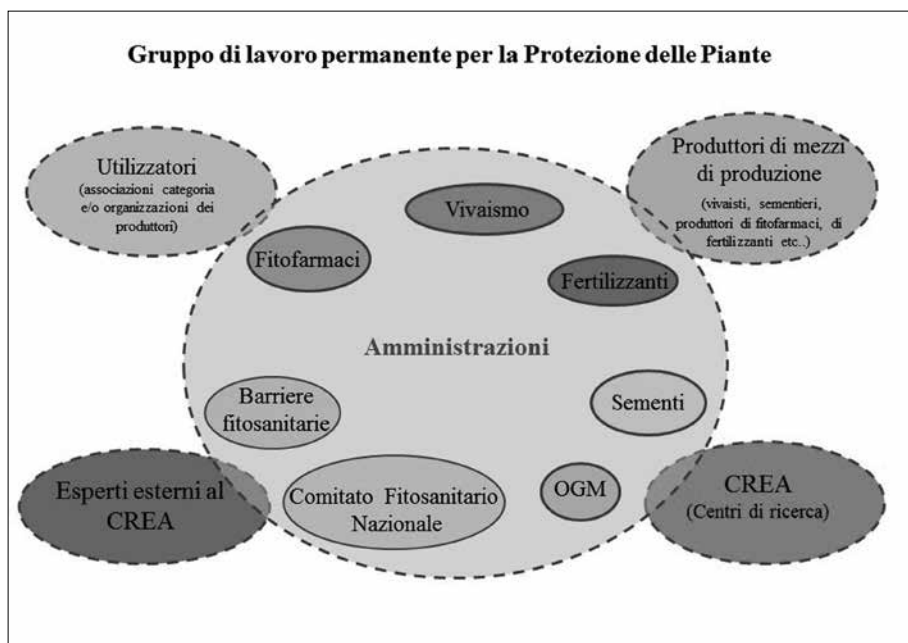 Gruppo di lavoro permanente per la Protezione delle Piante
Utilizzatori
(associazioni categoria
e/o organizzazioni dei
produttori)
Produttori di mezzi
di produzione
(vivaisti, sementieri,
produttori di fitofarmaci, di
fertilizzanti etc..)
Vivaismo
Fitofarmaci
Fertilizzanti
Amministrazioni
Barriere
fitosanitarie
Sementi
Esperti esterni al
CREA
Comitato Fitosanitario
Nazionale
OGM
CREA
(Centri di ricerca)